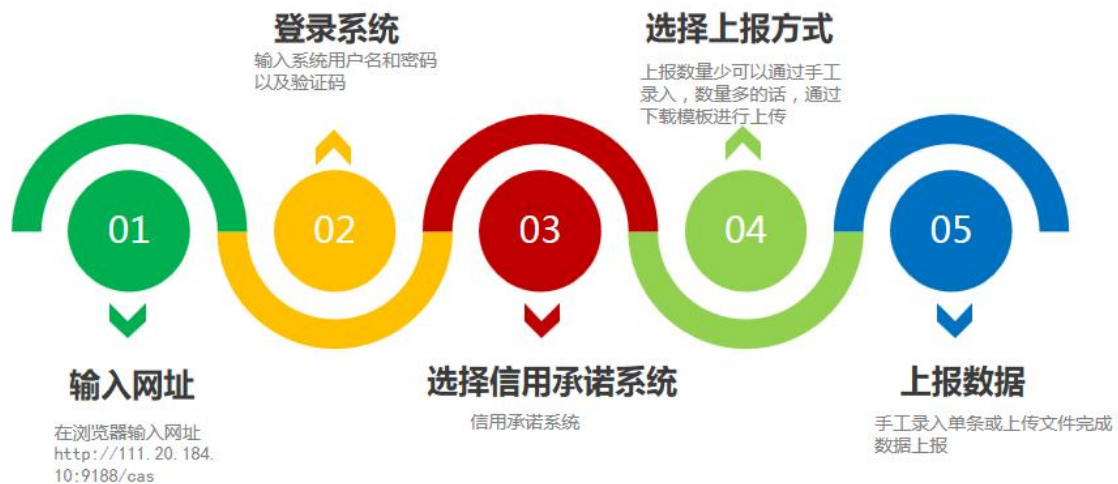 登录系统
输入系统用户名和密码
以及验证码
选择上报方式
上报数量少可以通过手工
录入，数量多的话，通过
下载模板进行上传
01
02
03
04
05
输入网址
在浏览器输入网址
http://111.20.184.
10:9188/cas
选择信用承诺系统
信用承诺系统
上报数据
手工录入单条或上传文件完成
数据上报